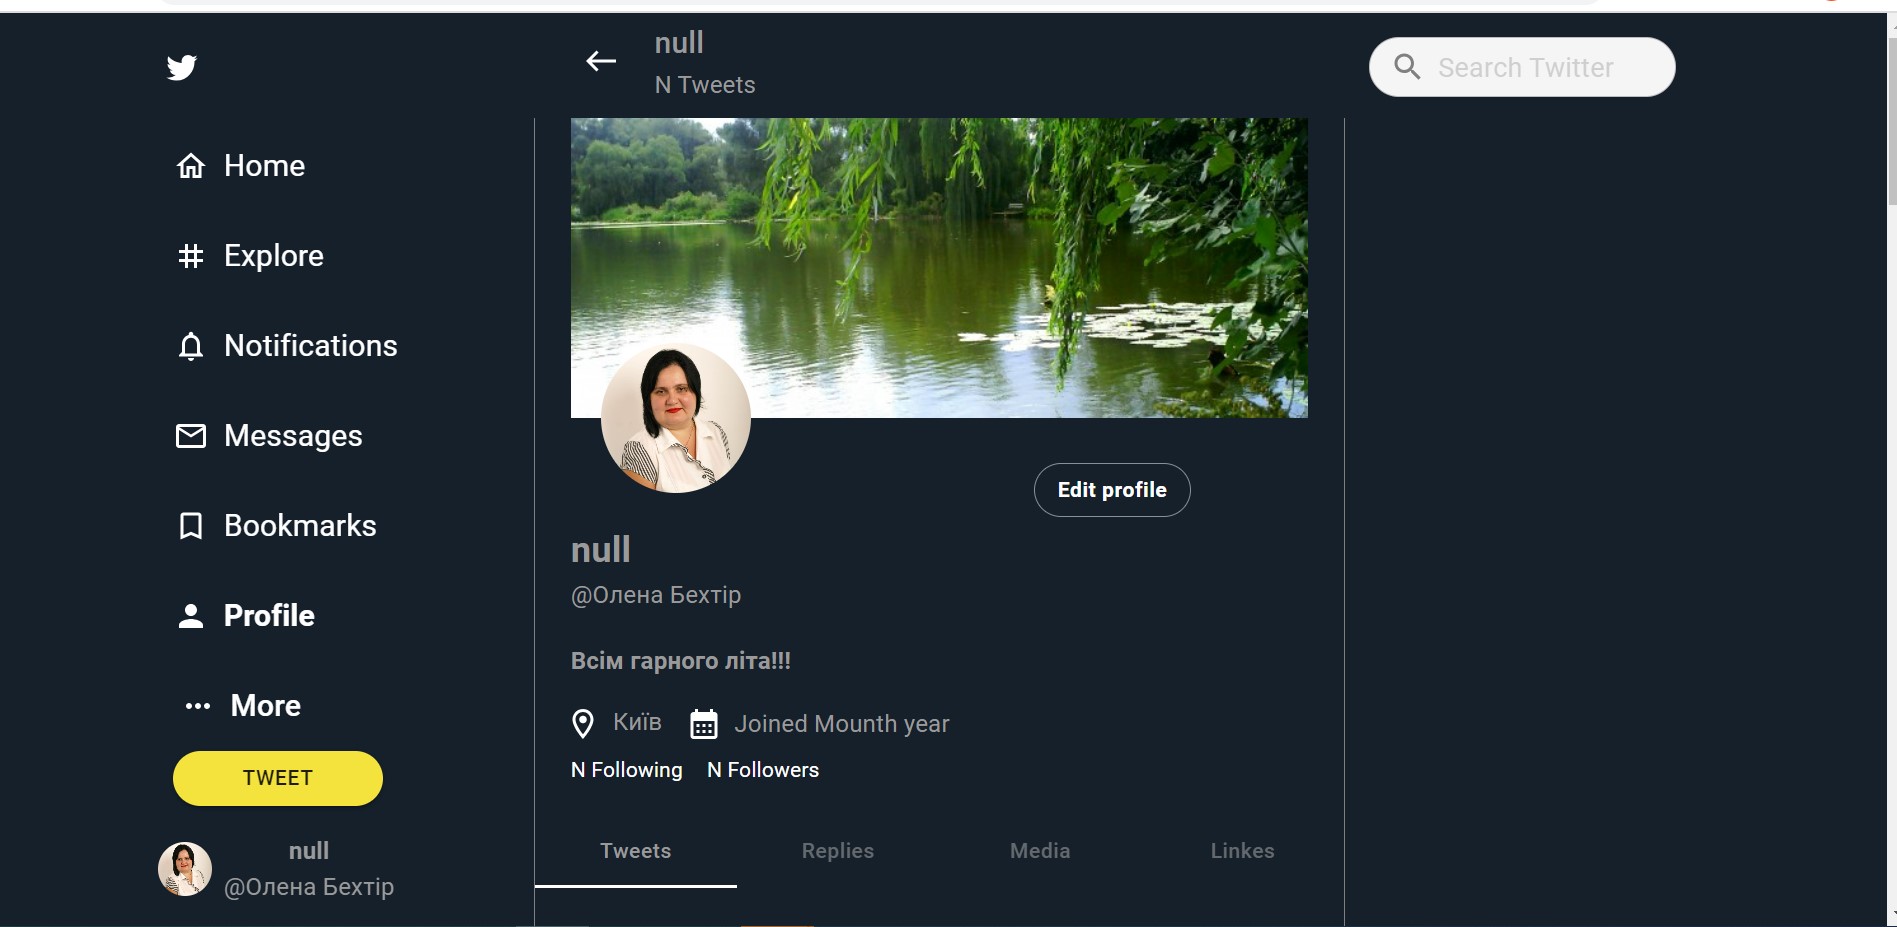 null
N Tweets
Search Twitter
Home
Explore
Notifications
Messages
Bookmarks
Profile
More
TWEET
null
@Олена Бехтір
Edit profile
null
@Олена Бехтір
Всім гарного літа!!!
Київ Joined Mounth year
N Following N Followers
Tweets Replies Media Linkes